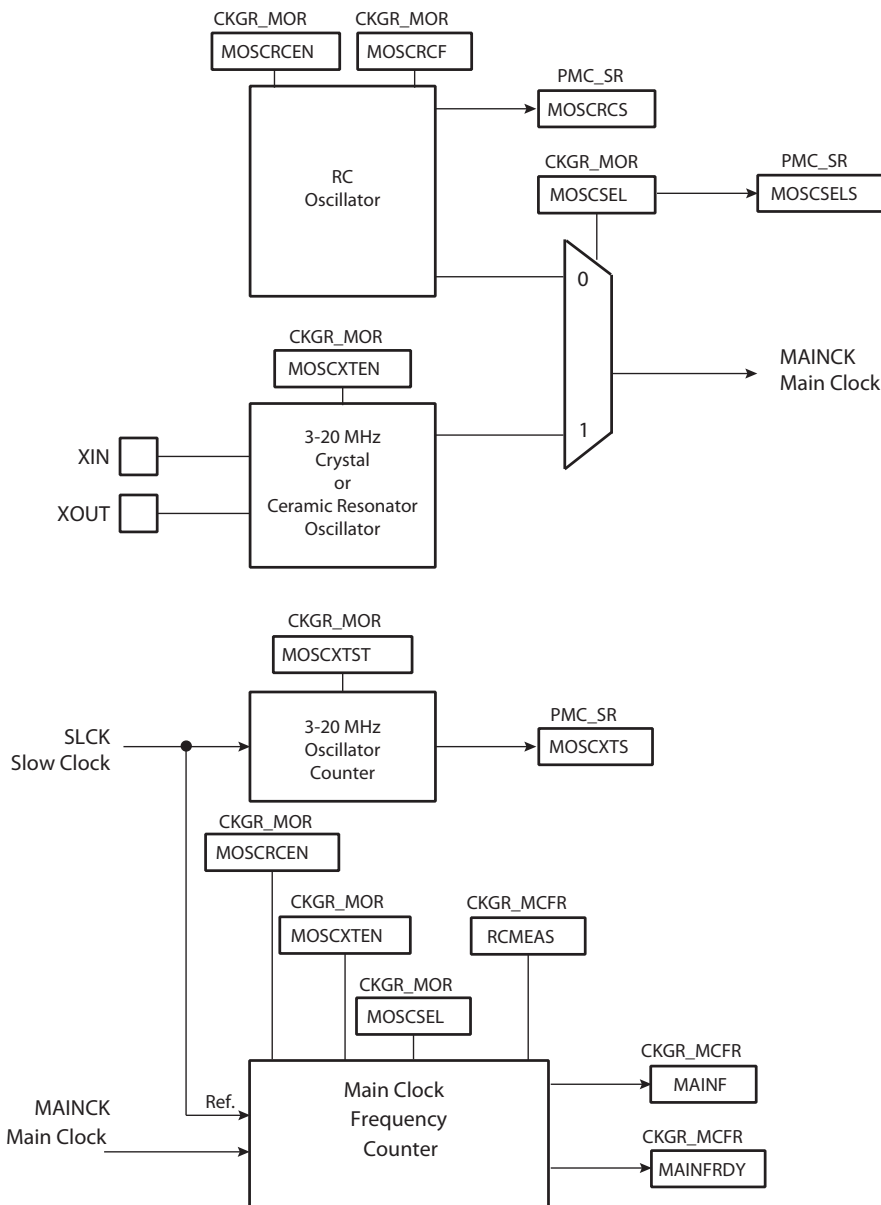 CKGR_MOR
CKGR_MOR
MOSCRCEN
MOSCRCF
PMC_SR
MOSCRCS
RC
Oscillator
CKGR_MOR
PMC_SR
MOSCSEL
MOSCSELS
0
CKGR_MOR
MOSCXTEN
MAINCK
Main Clock
1
3-20 MHz
Crystal
or
Ceramic Resonator
Oscillator
XIN
XOUT
CKGR_MOR
MOSCXTST
SLCK
Slow Clock
3-20 MHz
Oscillator
Counter
PMC_SR
MOSCXTS
CKGR_MOR
MOSCRCEN
CKGR_MOR
MOSCXTEN
CKGR_MCFR
RCMEAS
CKGR_MOR
MOSCSEL
CKGR_MCFR
MAINF
MAINCK
Main Clock
Ref.
Main Clock
Frequency
Counter
CKGR_MCFR
MAINFRDY